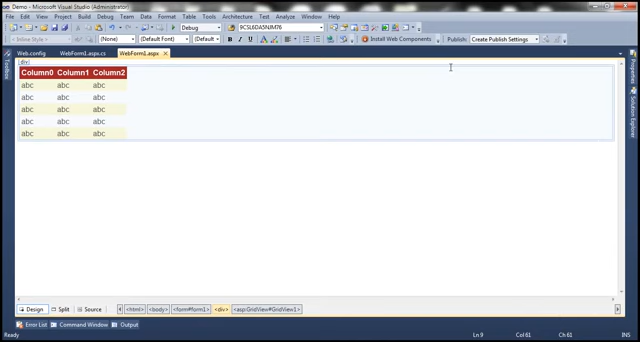 Demo - Microsoft Visual Studio (Administrator)
File Edit View Project Build Debug Team Data Format Table Tools Architecture Test Analyze Window Help
Debug 9CSL6DA5NJM76
Inline Style (None) (Default Font) (Default B I U A Install Web Components Publish: Create Publish Settings
Web.config WebForm1.aspx.cs WebForm1.aspx
Toolbox
div
Column0 Column1 Column2
abc abc abc
abc abc abc
abc abc abc
abc abc abc
abc abc abc
Properties
Solution Explorer
Design Split Source <html> <body> <form#form1> <div> <asp:GridView#GridView1>
Error List Command Window Output
Ready Ln 9 Col 61 Ch 61 INS